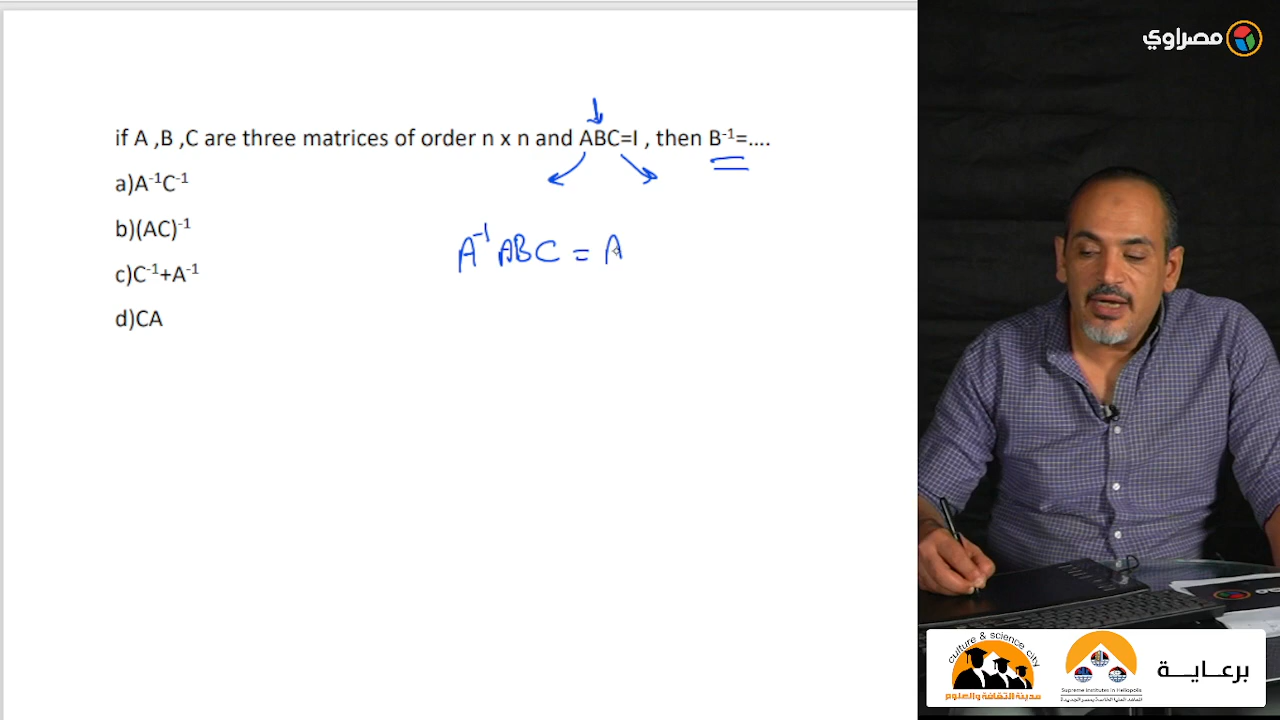 if A ,B ,C are three matrices of order n x n and ABC=I , then B⁻¹=....
a)A⁻¹C⁻¹
b)(AC)⁻¹
c)C⁻¹+A⁻¹
d)CA
A⁻¹ ABC = A
مصراوي
culture & science city
مدينة الثقافة والعلوم
Supreme Institutes in Heliopolis
برعاية